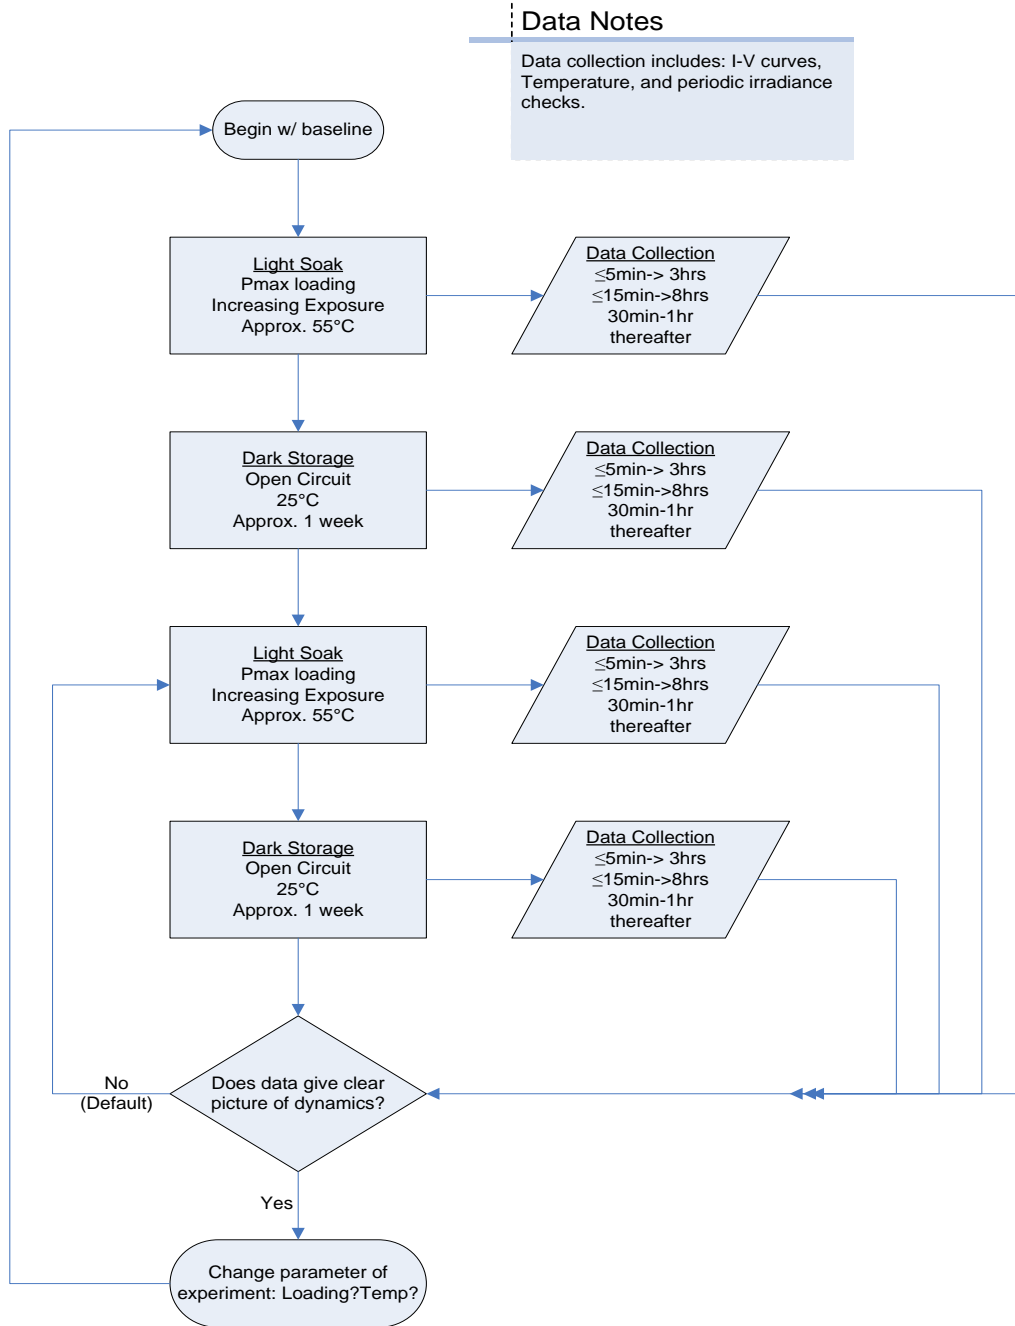 Data Notes
Data collection includes: I-V curves,
Temperature, and periodic irradiance
checks.
Begin w/ baseline
Light Soak
Pmax loading
Increasing Exposure
Approx. 55°C
Data Collection
≤5min-> 3hrs
≤15min->8hrs
30min-1hr
thereafter
Dark Storage
Open Circuit
25°C
Approx. 1 week
Data Collection
≤5min-> 3hrs
≤15min->8hrs
30min-1hr
thereafter
Light Soak
Pmax loading
Increasing Exposure
Approx. 55°C
Data Collection
≤5min-> 3hrs
≤15min->8hrs
30min-1hr
thereafter
Dark Storage
Open Circuit
25°C
Approx. 1 week
Data Collection
≤5min-> 3hrs
≤15min->8hrs
30min-1hr
thereafter
Does data give clear
picture of dynamics?
No
(Default)
Yes
Change parameter of
experiment: Loading?Temp?